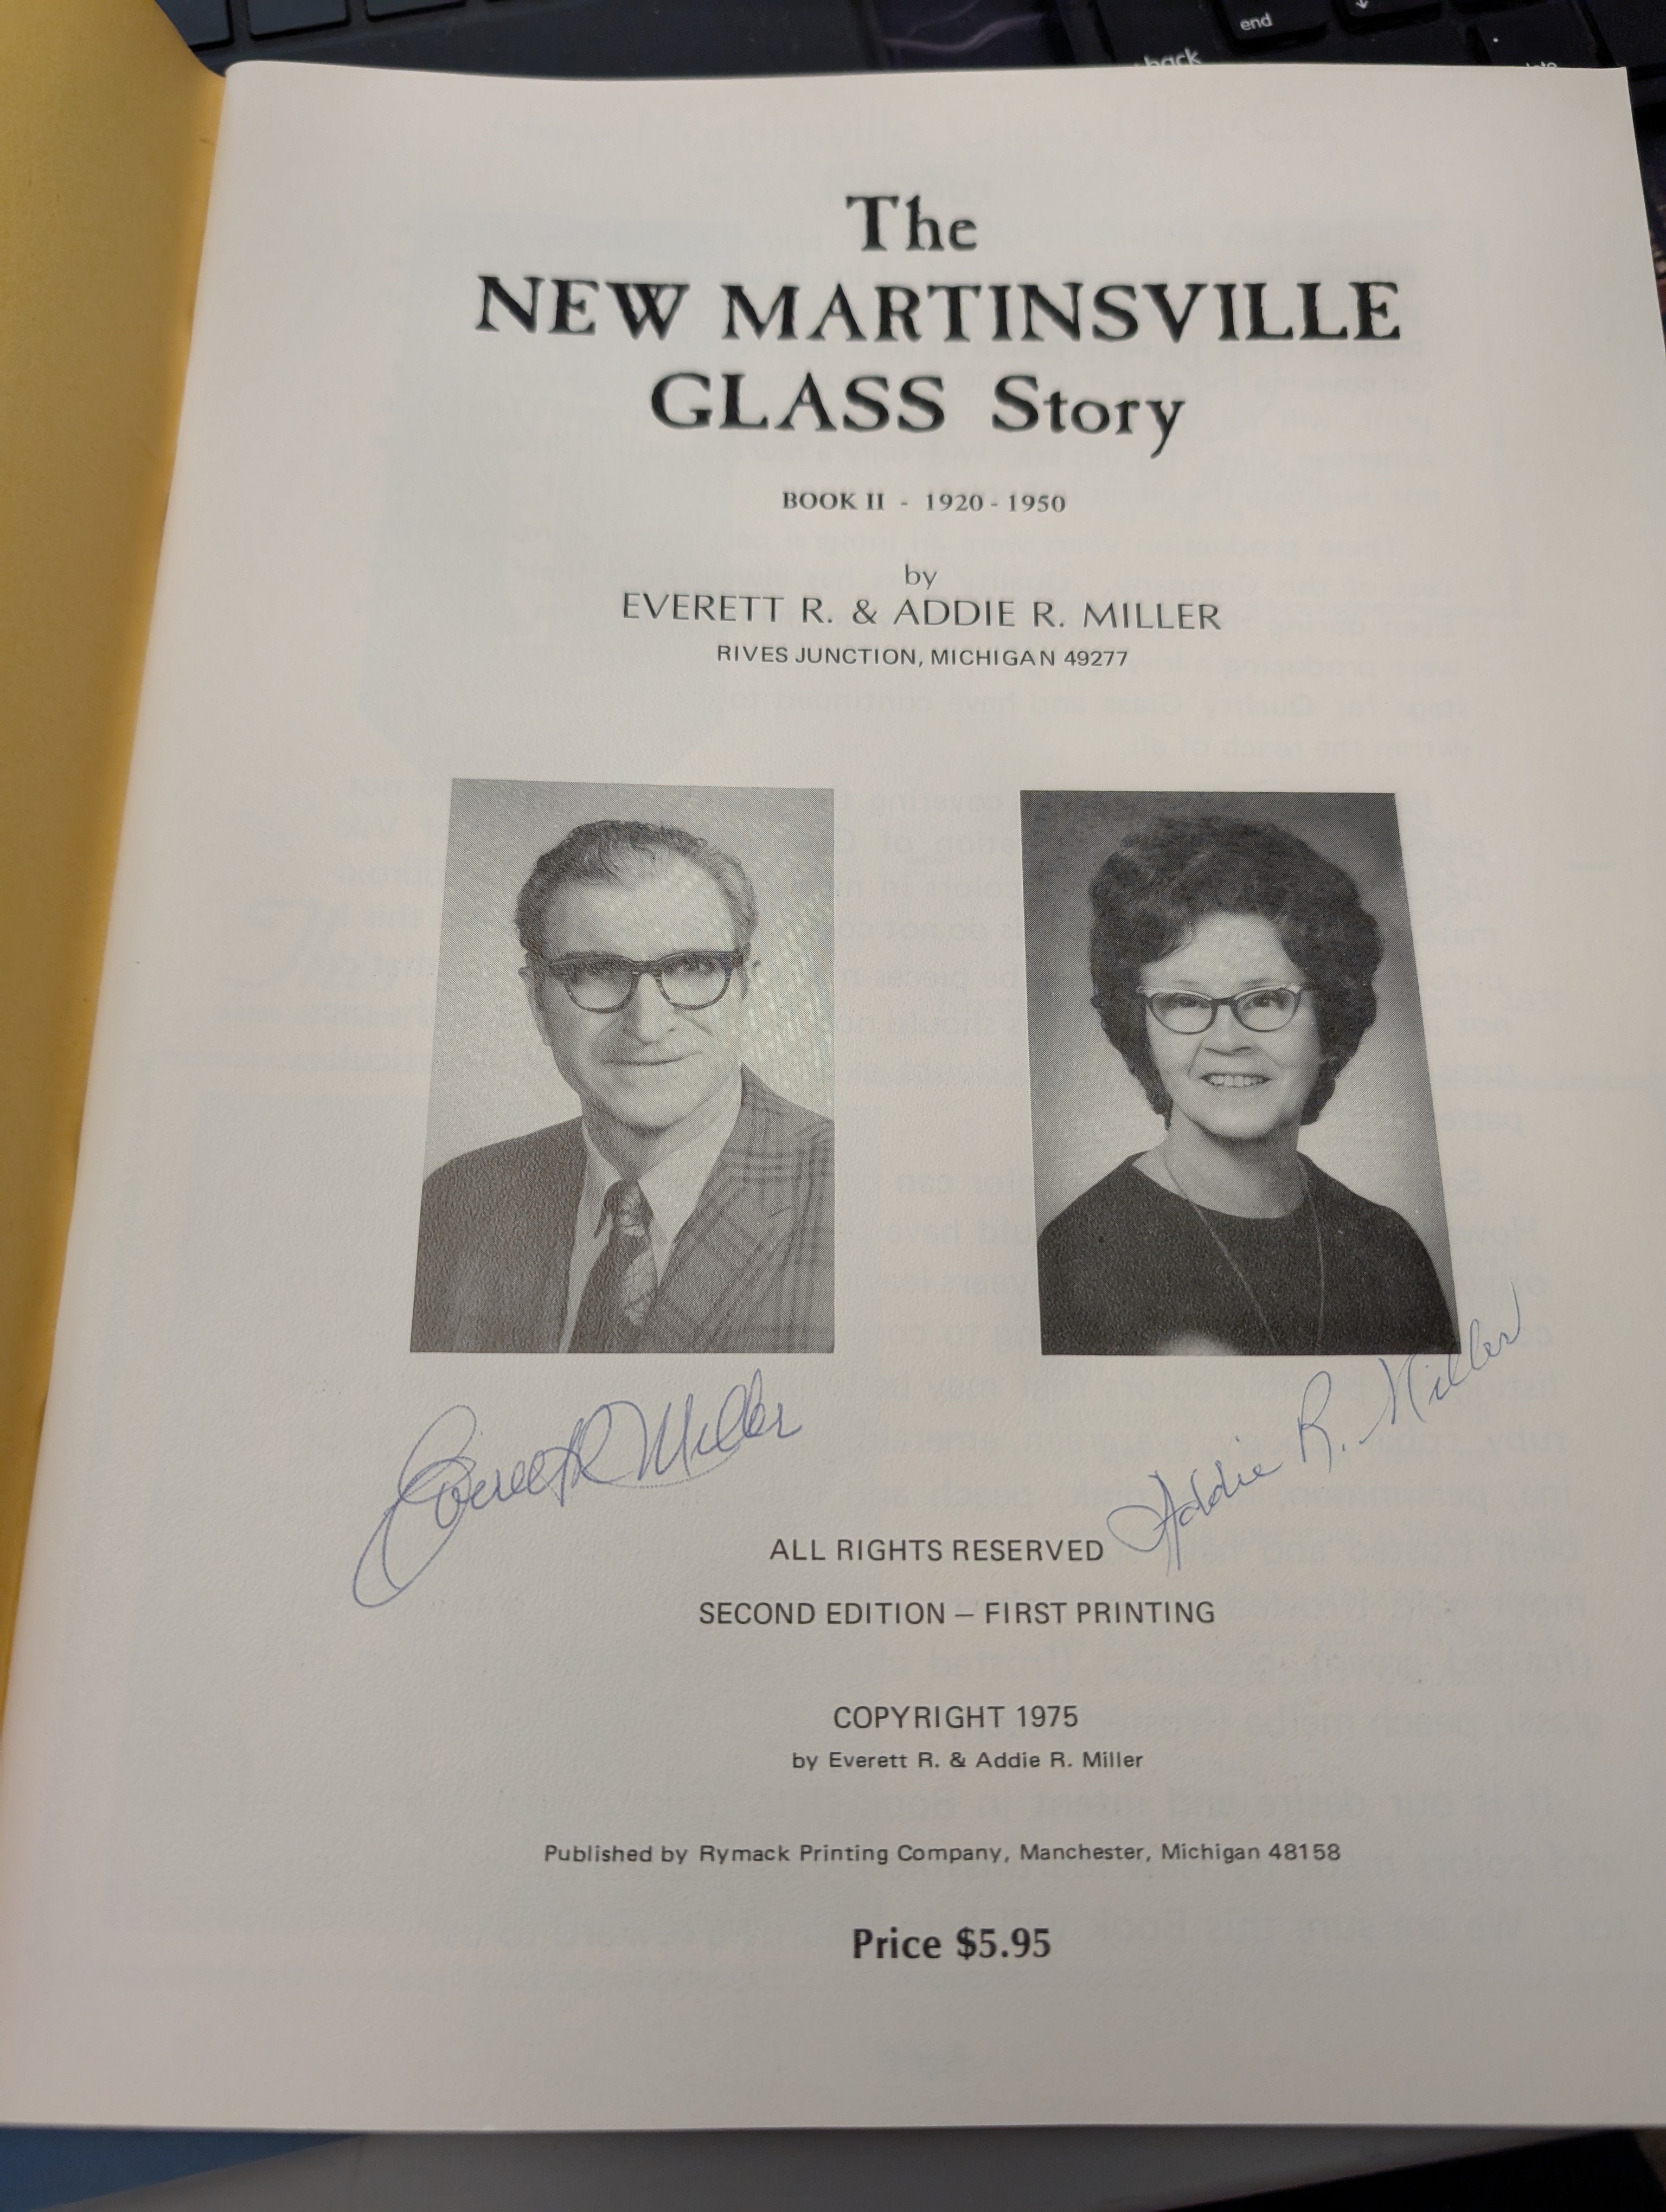 end
back
The
NEW MARTINSVILLE
GLASS Story
BOOK II - 1920 - 1950
by
EVERETT R. & ADDIE R. MILLER
RIVES JUNCTION, MICHIGAN 49277
Everett R Miller
Addie R. Miller
ALL RIGHTS RESERVED
SECOND EDITION — FIRST PRINTING
COPYRIGHT 1975
by Everett R. & Addie R. Miller
Published by Rymack Printing Company, Manchester, Michigan 48158
Price $5.95